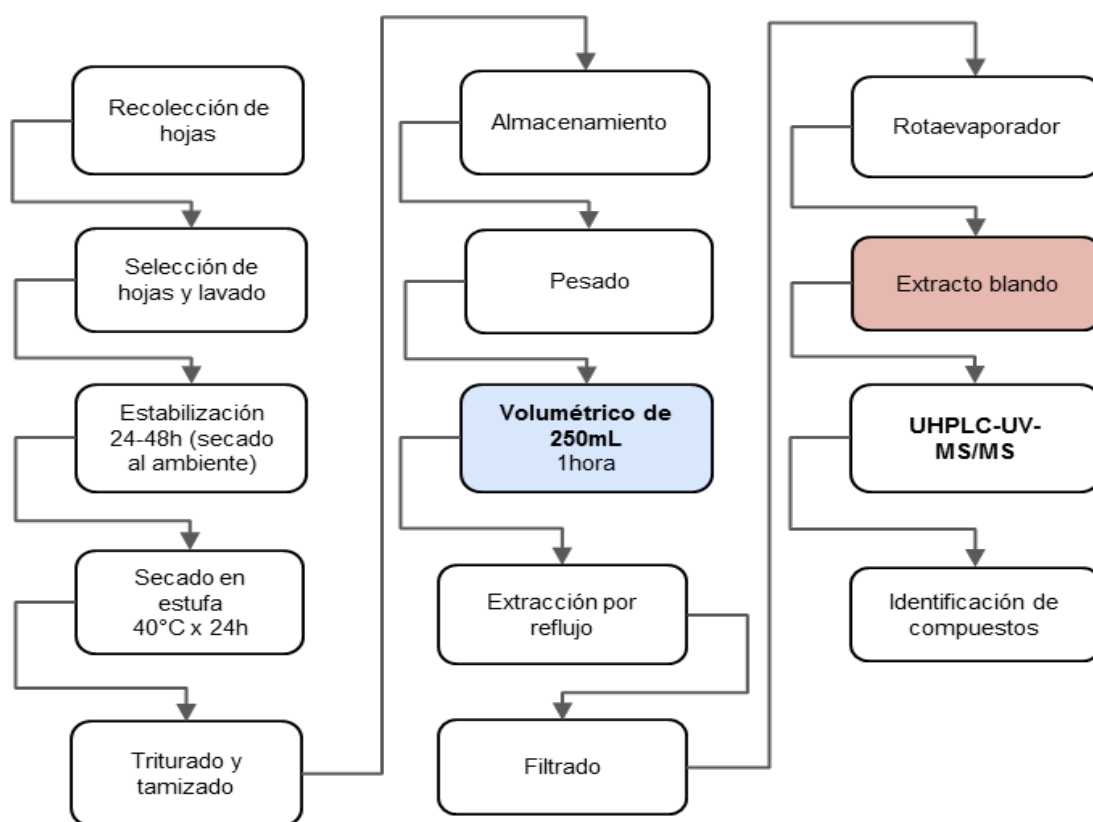 Recolección de
hojas
Selección de
hojas y lavado
Estabilización
24-48h (secado
al ambiente)
Secado en
estufa
40°C x 24h
Triturado y
tamizado
Almacenamiento
Pesado
Volumétrico de
250mL
1hora
Extracción por
reflujo
Filtrado
Rotaevaporador
Extracto blando
UHPLC-UV-
MS/MS
Identificación de
compuestos